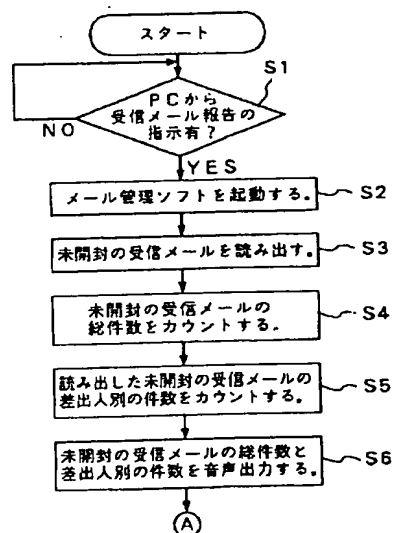 スタート
S1
PCから
受信メール報告の
指示有?
NO
YES
メール管理ソフトを起動する。
S2
未開封の受信メールを読み出す。
S3
未開封の受信メールの
総件数をカウントする。
S4
読み出した未開封の受信メールの
差出人別の件数をカウントする。
S5
未開封の受信メールの総件数と
差出人別の件数を音声出力する。
S6
A